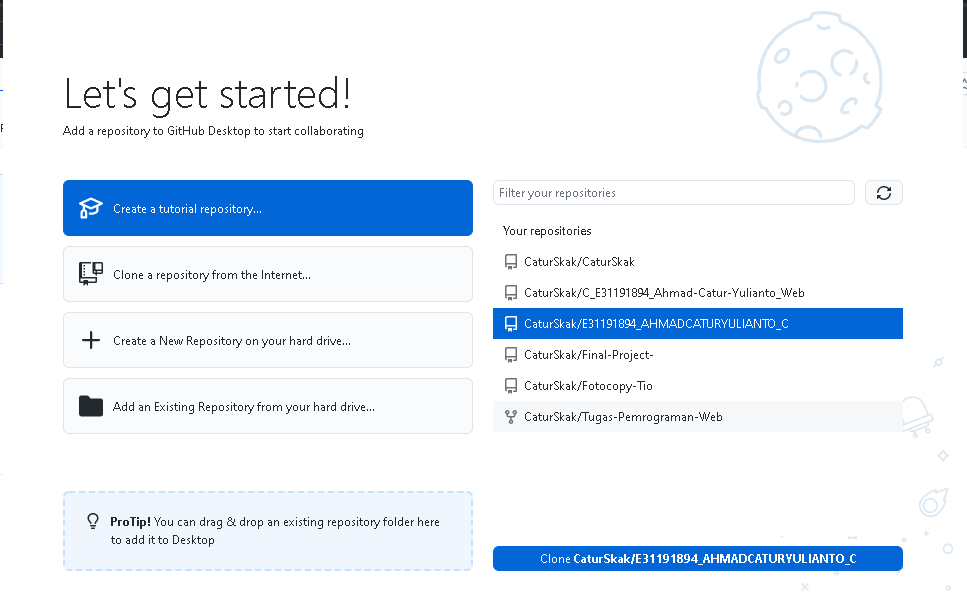 Let's get started!
Add a repository to GitHub Desktop to start collaborating
Create a tutorial repository...
Clone a repository from the Internet...
Create a New Repository on your hard drive...
Add an Existing Repository from your hard drive...
ProTip! You can drag & drop an existing repository folder here
to add it to Desktop
Filter your repositories
Your repositories
CaturSkak/CaturSkak
CaturSkak/C_E31191894_Ahmad-Catur-Yulianto_Web
CaturSkak/E31191894_AHMADCATURYULIANTO_C
CaturSkak/Final-Project-
CaturSkak/Fotocopy-Tio
CaturSkak/Tugas-Pemrograman-Web
Clone CaturSkak/E31191894_AHMADCATURYULIANTO_C